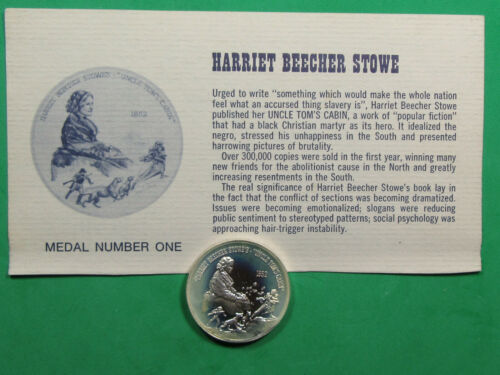 HARRIET BEECHER STOWE
Urged to write "something which would make the whole nation
feel what an accursed thing slavery is", Harriet Beecher Stowe
published her UNCLE TOM'S CABIN, a work of "popular fiction"
that had a black Christian martyr as its hero. It idealized the
negro, stressed his unhappiness in the South and presented
harrowing pictures of brutality.
Over 300,000 copies were sold in the first year, winning many
new friends for the abolitionist cause in the North and greatly
increasing resentments in the South.
The real significance of Harriet Beecher Stowe's book lay in
the fact that the conflict of sections was becoming dramatized.
Issues were becoming emotionalized; slogans were reducing
public sentiment to stereotyped patterns; social psychology was
approaching hair-trigger instability.
HARRIET BEECHER STOWE'S "UNCLE TOM'S CABIN"
1852
MEDAL NUMBER ONE
HARRIET BEECHER STOWE'S "UNCLE TOM'S CABIN"
1852